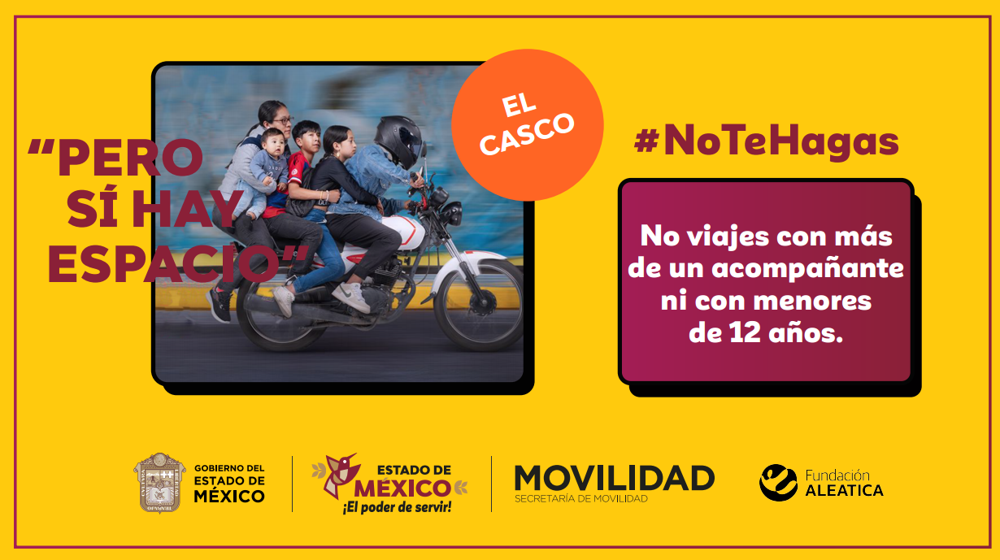 “PERO
SÍ HAY
ESPACIO”
EL
CASCO
#NoTeHagas
No viajes con más
de un acompañante
ni con menores
de 12 años.
GOBIERNO DEL
ESTADO DE
MÉXICO
ESTADO DE
MÉXICO
¡El poder de servir!
MOVILIDAD
SECRETARÍA DE MOVILIDAD
Fundación
ALEATICA